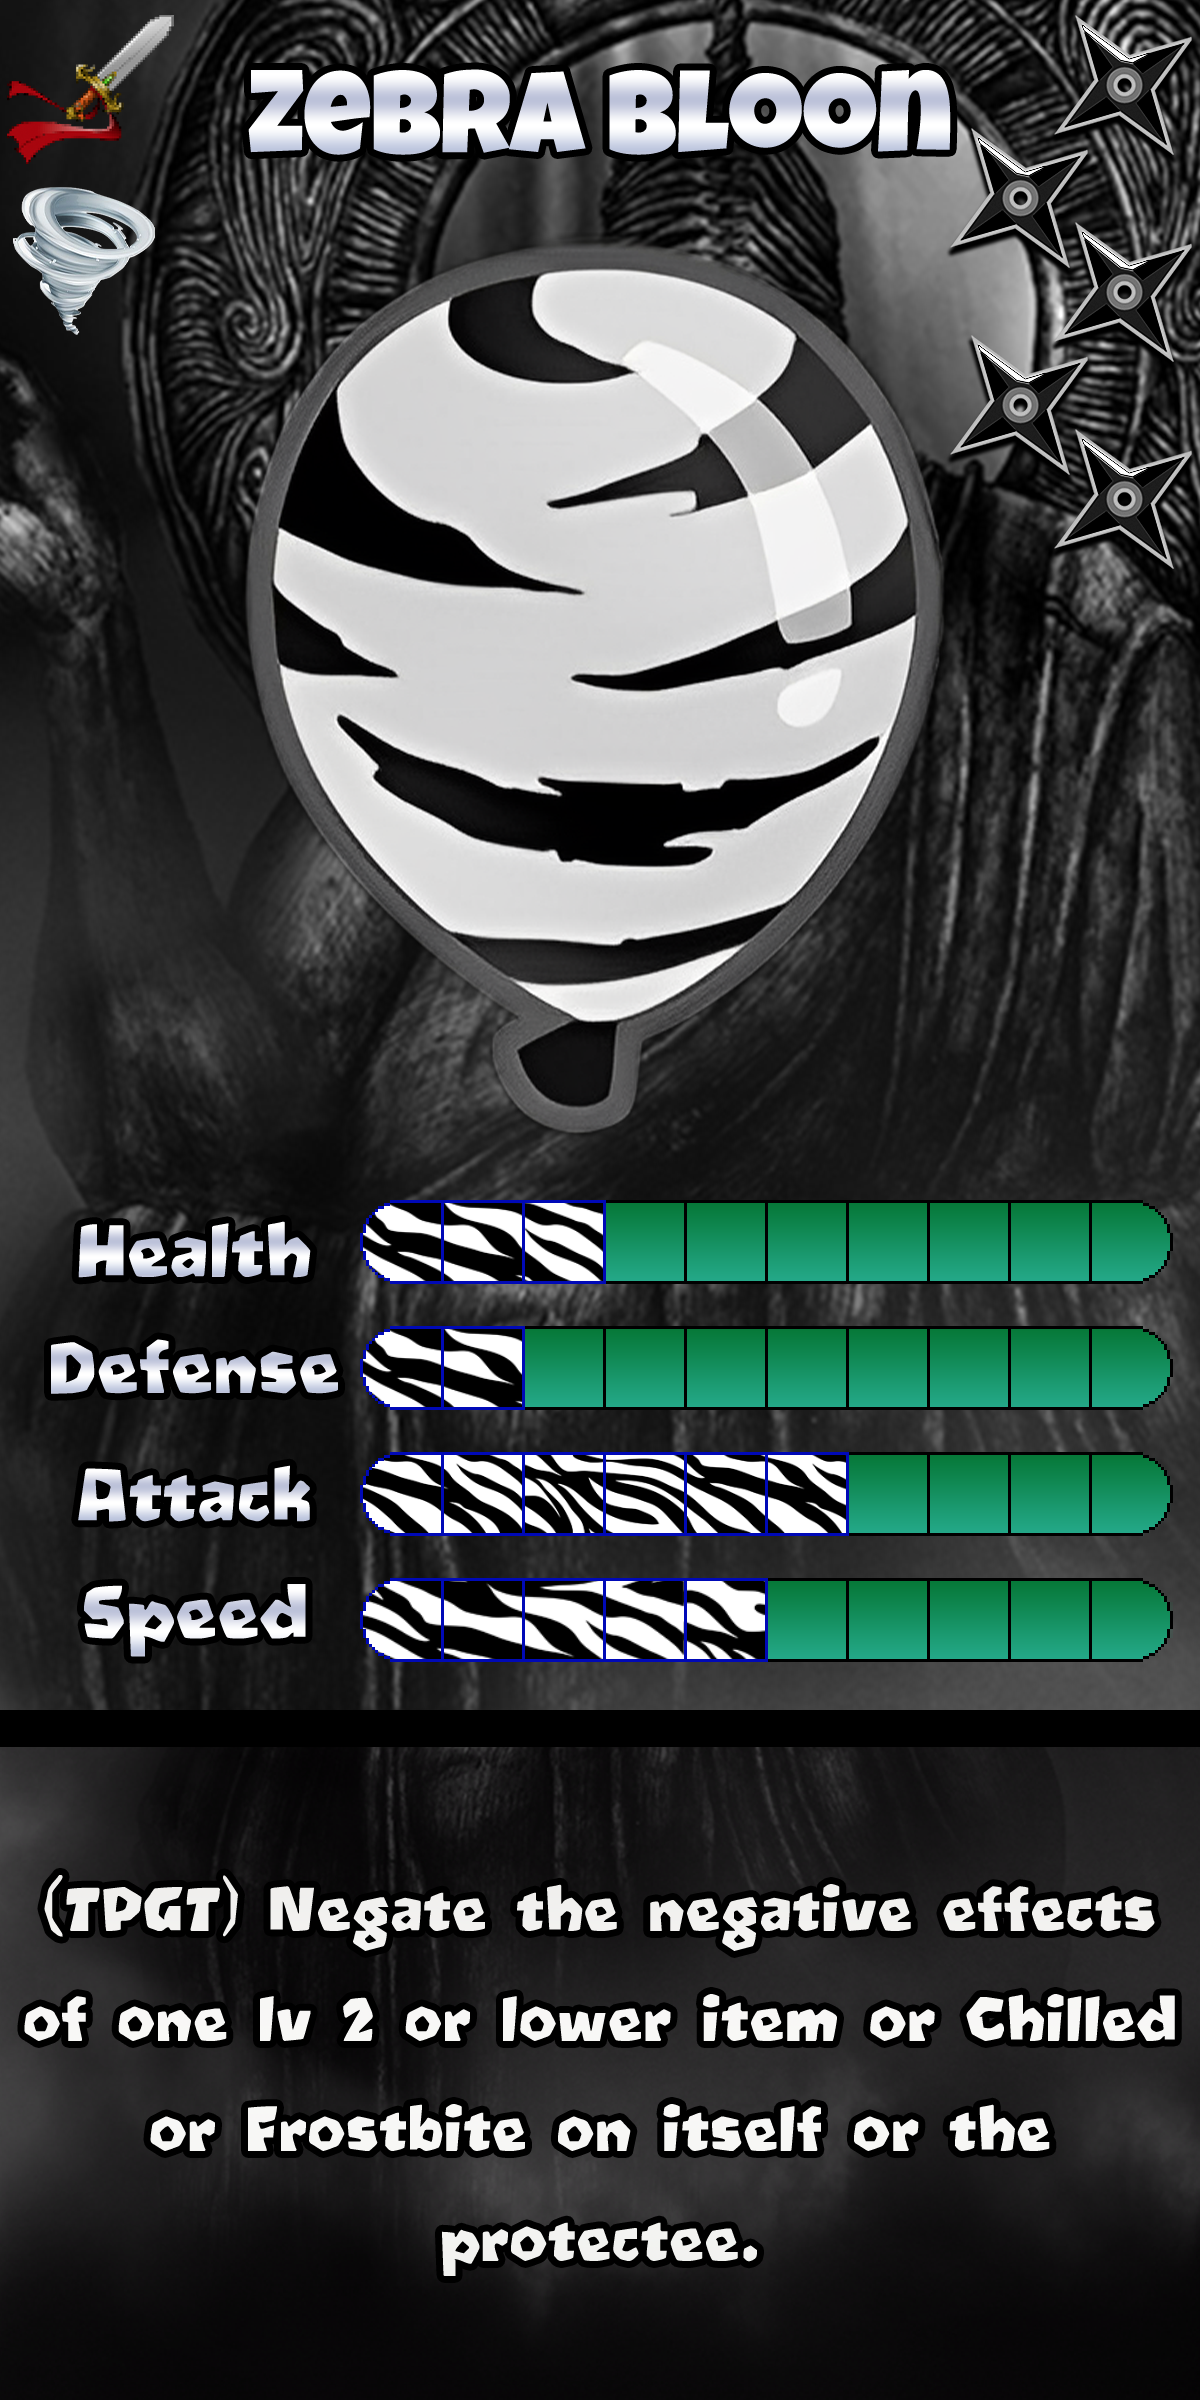 Zebra Bloon
Health
Defense
Attack
Speed
(TPGT) Negate the negative effects
of one lv 2 or lower item or Chilled
or Frostbite on itself or the
protectee.